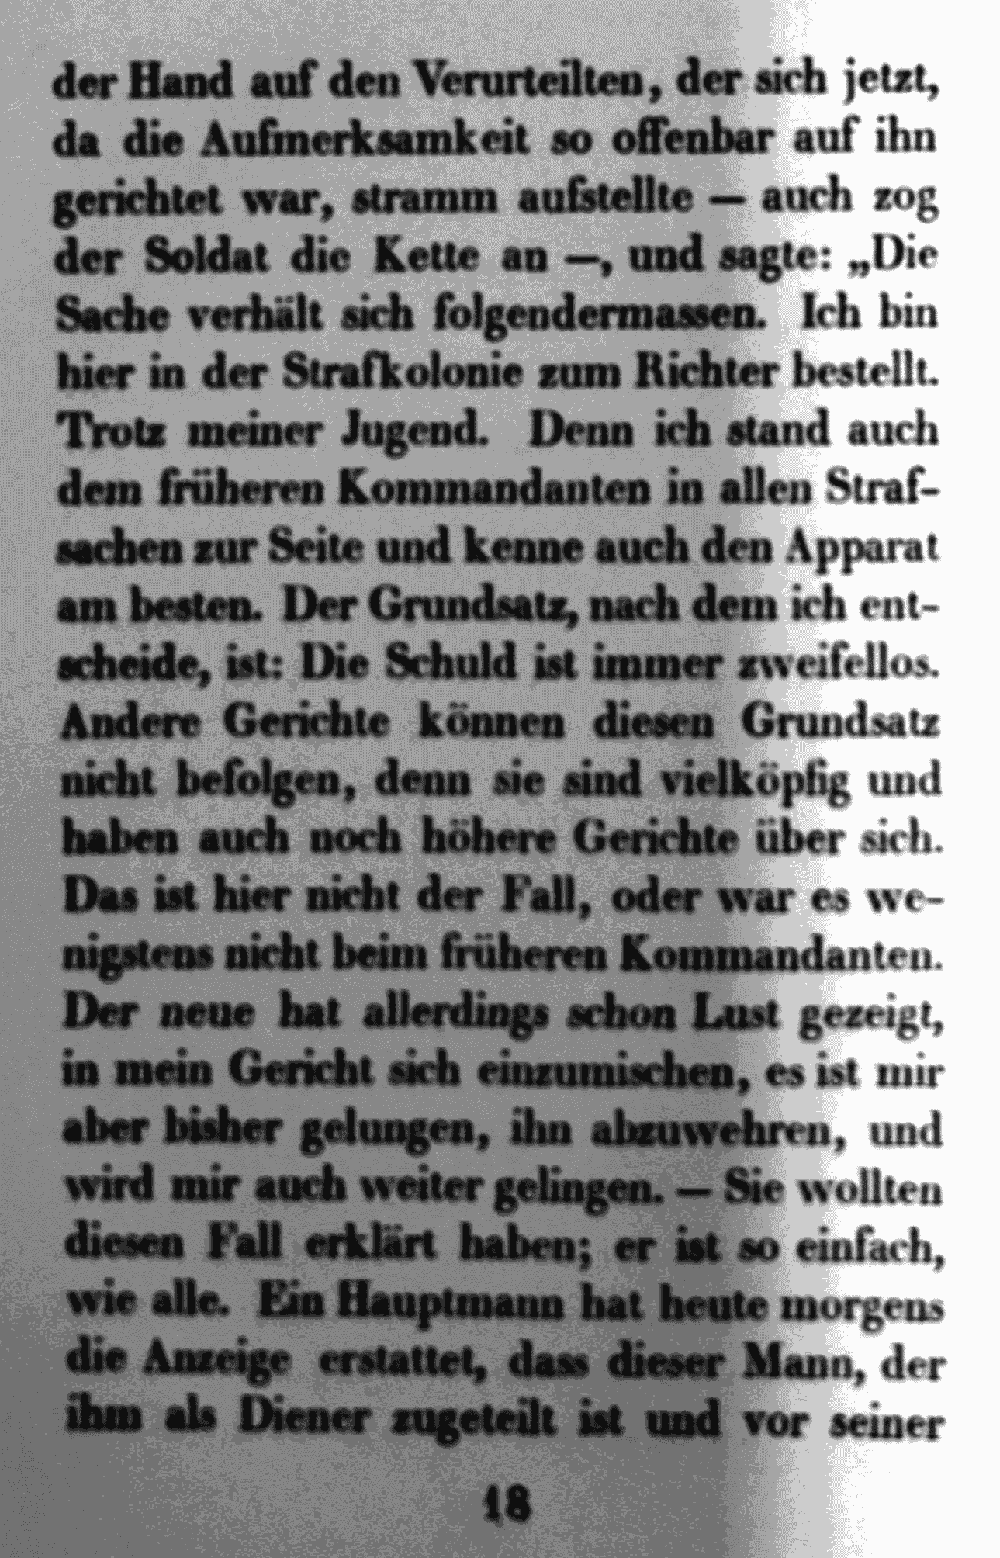 der Hand auf den Verurteilten, der sich jetzt,
da die Aufmerksamkeit so offenbar auf ihn
gerichtet war, stramm aufstellte — auch zog
der Soldat die Kette an —, und sagte: „Die
Sache verhält sich folgendermassen. Ich bin
hier in der Strafkolonie zum Richter bestellt.
Trotz meiner Jugend. Denn ich stand auch
dem früheren Kommandanten in allen Straf-
sachen zur Seite und kenne auch den Apparat
am besten. Der Grundsatz, nach dem ich ent-
scheide, ist: Die Schuld ist immer zweifellos.
Andere Gerichte können diesen Grundsatz
nicht befolgen, denn sie sind vielköpfig und
haben auch noch höhere Gerichte über sich.
Das ist hier nicht der Fall, oder war es we-
nigstens nicht beim früheren Kommandanten.
Der neue hat allerdings schon Lust gezeigt,
in mein Gericht sich einzumischen, es ist mir
aber bisher gelungen, ihn abzuwehren, und
wird mir auch weiter gelingen. — Sie wollten
diesen Fall erklärt haben; er ist so einfach,
wie alle. Ein Hauptmann hat heute morgens
die Anzeige erstattet, dass dieser Mann, der
ihm als Diener zugeteilt ist und vor seiner
18